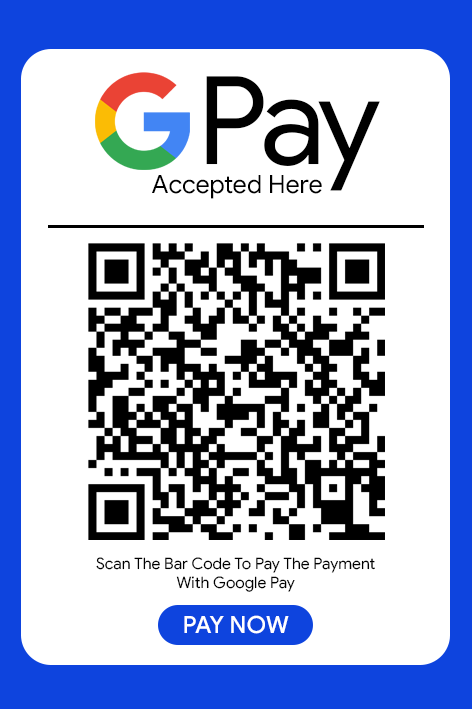 G Pay
Accepted Here
Scan The Bar Code To Pay The Payment
With Google Pay
PAY NOW